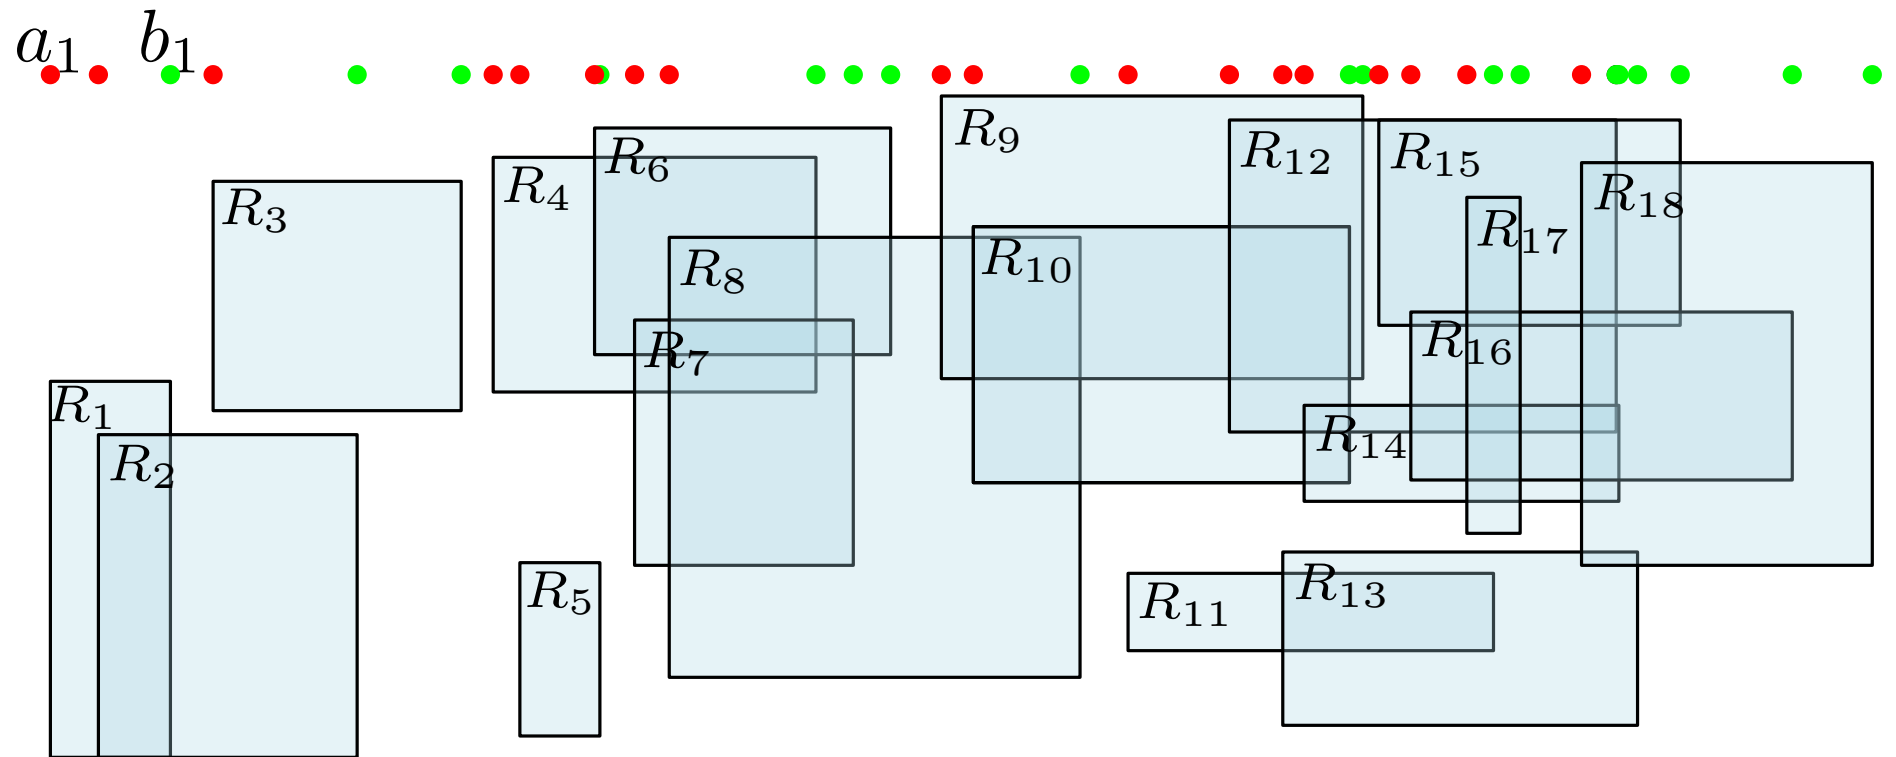 a₁ b₁
R₉
R₁₂ R₁₅
R₆
R₄ R₁₈
R₃
R₁₇
R₁₀
R₈
R₇ R₁₆
R₁
R₁₄
R₂
R₅ R₁₃
R₁₁